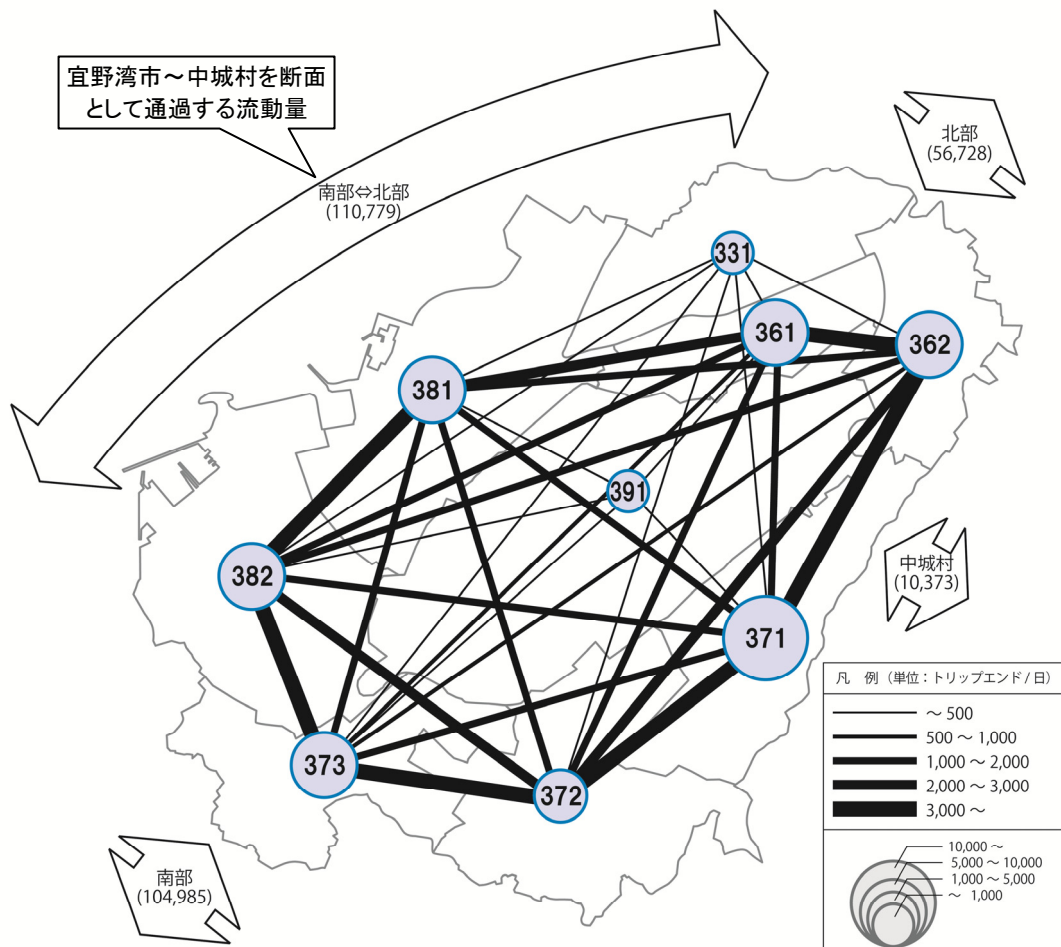 宜野湾市～中城村を断面
として通過する流動量
北部
(56,728)
南部⇔北部
(110,779)
331
361
362
381
391
中城村
(10,373)
382
371
373
372
南部
(104,985)
凡 例 (単位：トリップエンド / 日)
～ 500
500 ～ 1,000
1,000 ～ 2,000
2,000 ～ 3,000
3,000 ～
10,000 ～
5,000 ～ 10,000
1,000 ～ 5,000
～ 1,000